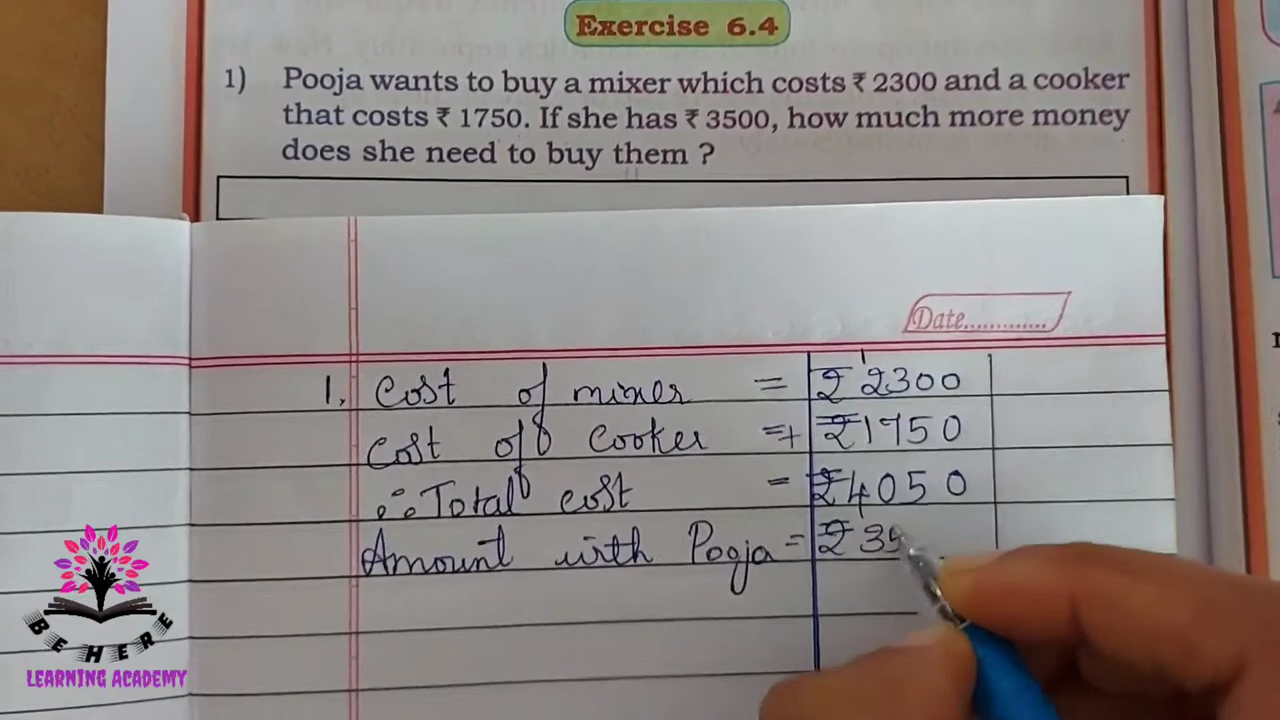 Exercise 6.4
1) Pooja wants to buy a mixer which costs ₹ 2300 and a cooker
that costs ₹ 1750. If she has ₹ 3500, how much more money
does she need to buy them ?
Date.............
1. Cost of mixer = ₹ 2300
1
Cost of cooker =+ ₹1750
∴ Total cost = ₹4050
Amount with Pooja = ₹ 35
BEHERE
LEARNING ACADEMY